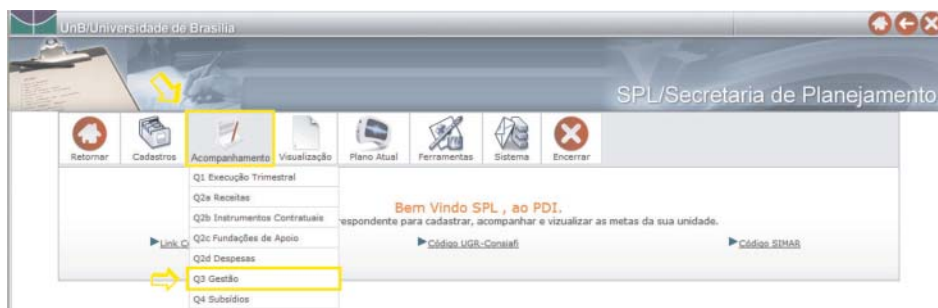 UnB/Universidade de Brasília
SPL/Secretaria de Planejamento
Retornar
Cadastros
Acompanhamento
Visualização
Plano Atual
Ferramentas
Sistema
Encerrar
Q1 Execução Trimestral
Q2a Receitas
Q2b Instrumentos Contratuais
Q2c Fundações de Apoio
Q2d Despesas
Q3 Gestão
Q4 Subsídios
Bem Vindo SPL , ao PDI.
respondente para cadastrar, acompanhar e vizualizar as metas da sua unidade.
Link C
Código UGR-Consiafi
Código SIMAR